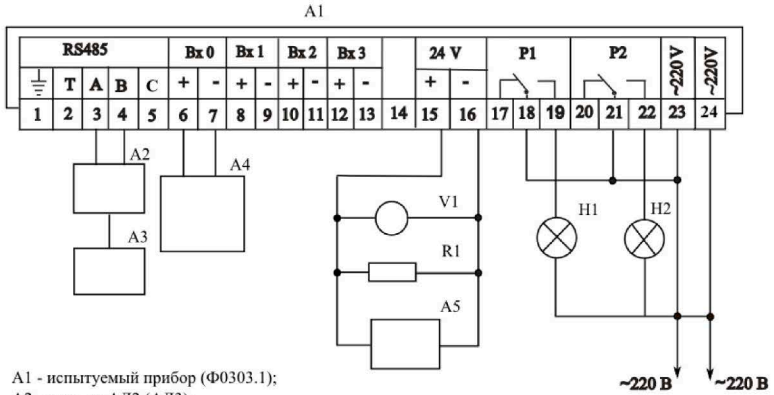 A1
RS485 Вх 0 Вх 1 Вх 2 Вх 3 24 V P1 P2 ~220V ~220V
T A B C + - + - + - + - + -
1 2 3 4 5 6 7 8 9 10 11 12 13 14 15 16 17 18 19 20 21 22 23 24
A2
A4
V1
H1
H2
A3
R1
A5
А1 - испытуемый прибор (Ф0303.1);
~220 В ~220 В